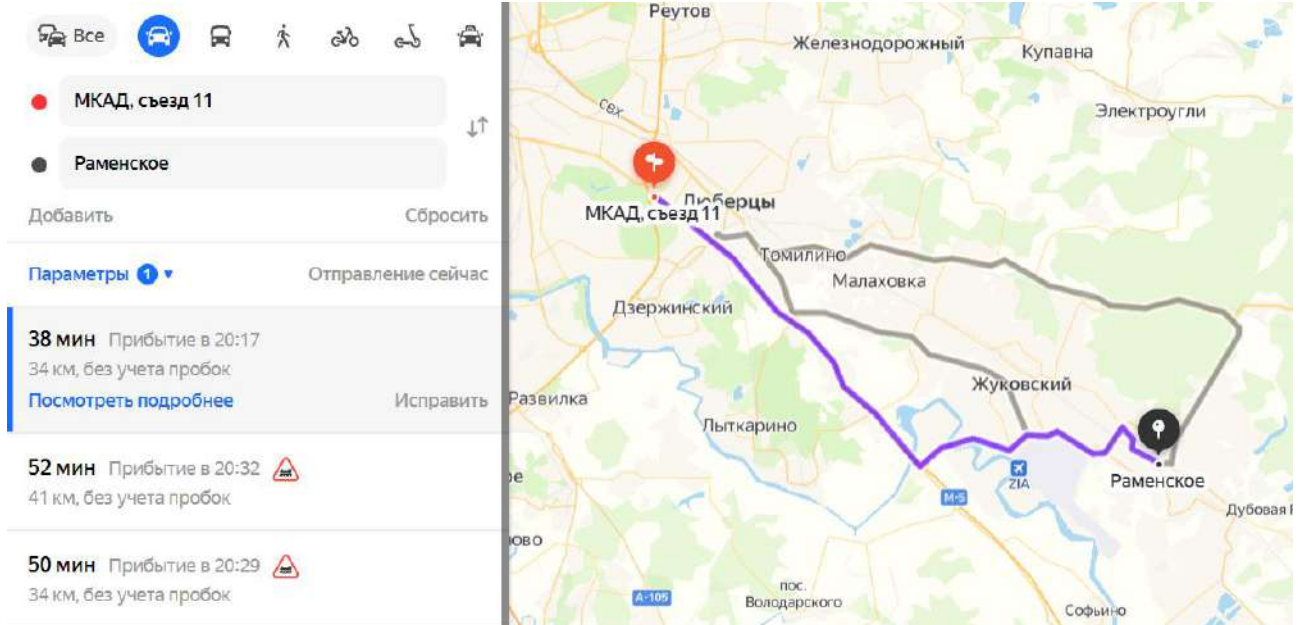 Все
МКАД, съезд 11
Раменское
Добавить
Сбросить
Параметры 1
Отправление сейчас
38 мин Прибытие в 20:17
34 км, без учета пробок
Посмотреть подробнее
Исправить
52 мин Прибытие в 20:32
41 км, без учета пробок
50 мин Прибытие в 20:29
34 км, без учета пробок
Реутов
Железнодорожный
Купавна
СВХ
Электроугли
Люберцы
МКАД, съезд 11
Томилино
Малаховка
Дзержинский
Жуковский
Развилка
Лыткарино
ZIA
Раменское
М-5
Дубовая
А-105
пос.
Володарского
Софьино